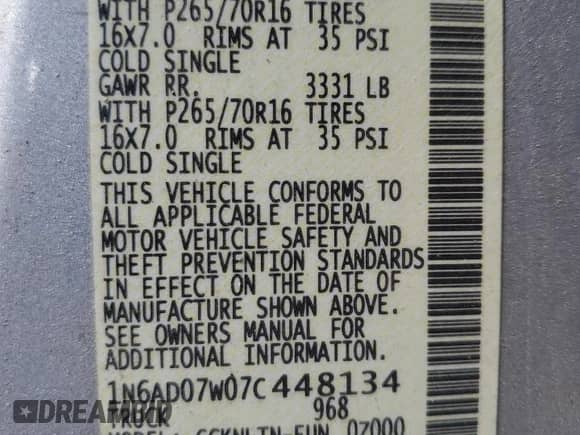 WITH P265/70R16 TIRES
16X7.0 RIMS AT 35 PSI
COLD SINGLE
GAWR RR. 3331 LB
WITH P265/70R16 TIRES
16X7.0 RIMS AT 35 PSI
COLD SINGLE
THIS VEHICLE CONFORMS TO
ALL APPLICABLE FEDERAL
MOTOR VEHICLE SAFETY AND
THEFT PREVENTION STANDARDS
IN EFFECT ON THE DATE OF
MANUFACTURE SHOWN ABOVE.
SEE OWNERS MANUAL FOR
ADDITIONAL INFORMATION.
1N6AD07W07C448134
TRUCK 968
MODEL: